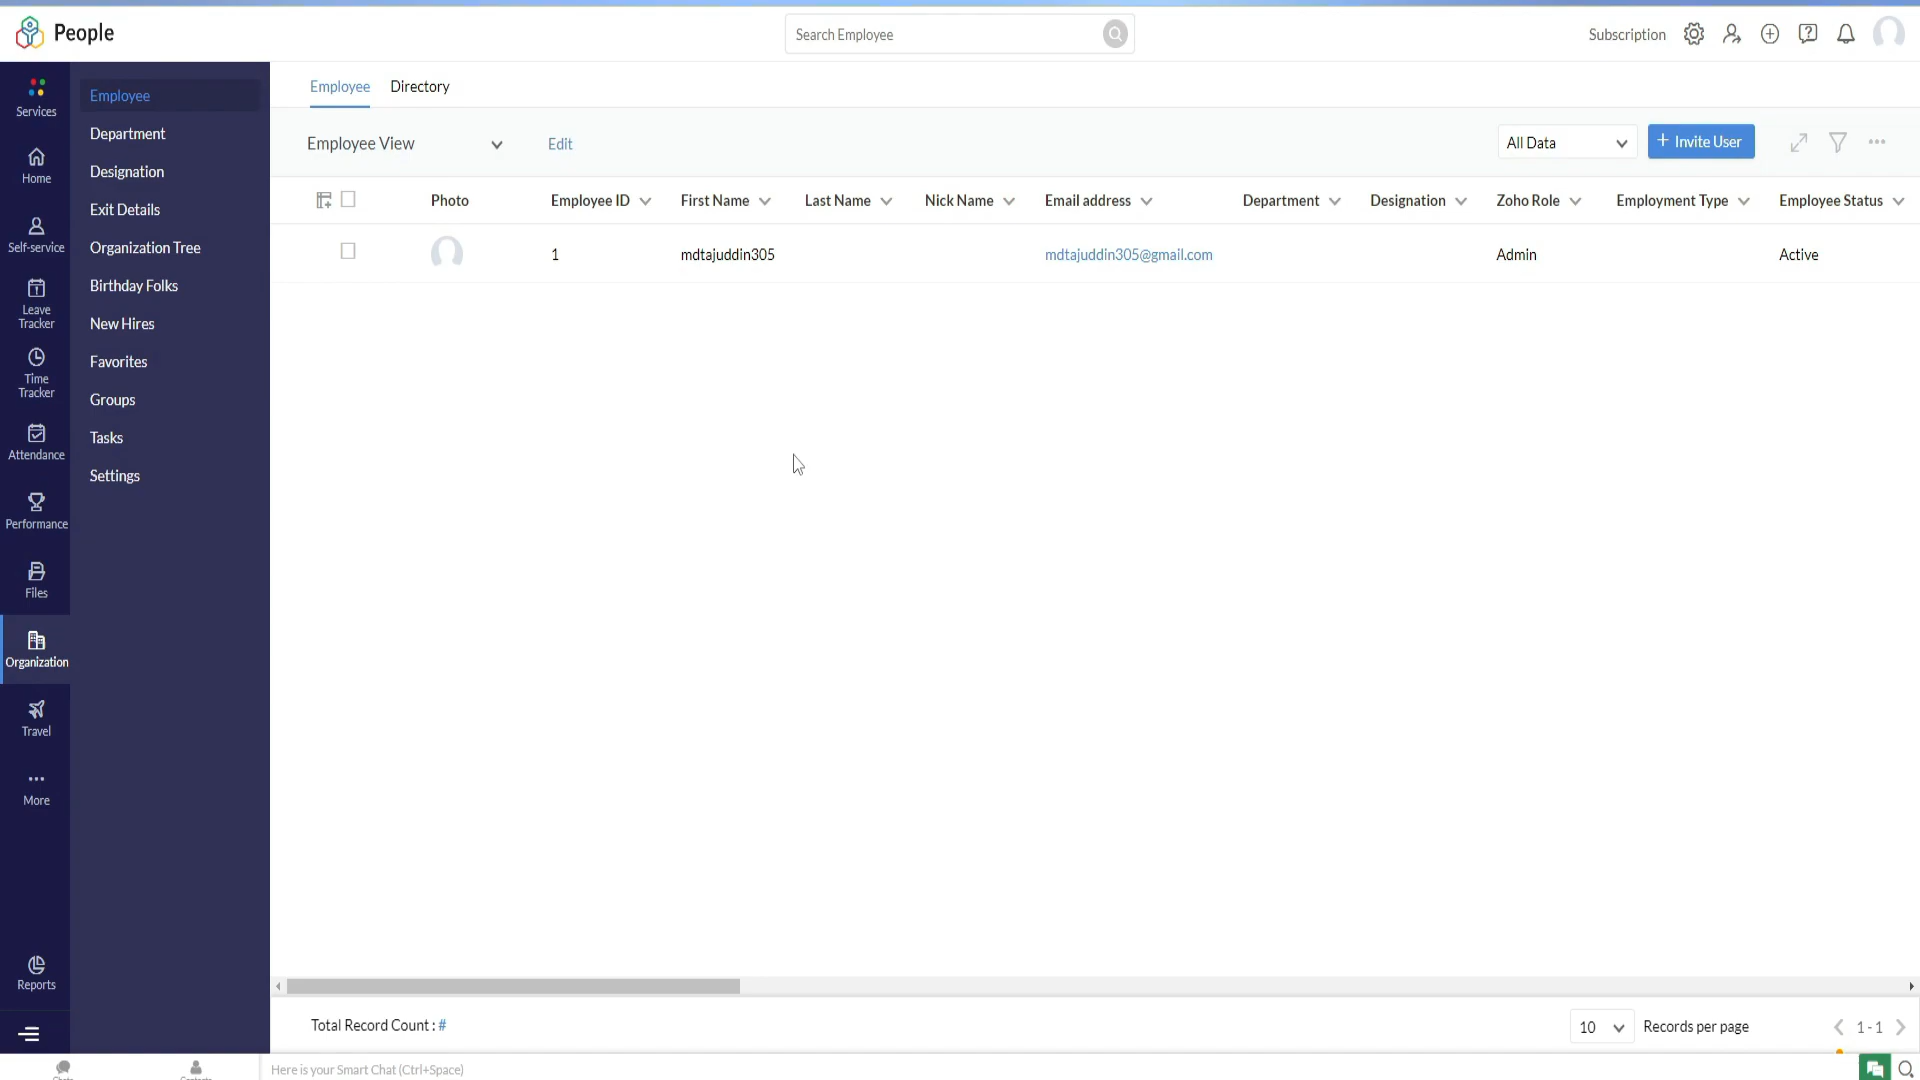 People
Search Employee
Subscription
Services
Home
Self-service
Leave
Tracker
Time
Tracker
Attendance
Performance
Files
Organization
Travel
More
Reports
Employee
Department
Designation
Exit Details
Organization Tree
Birthday Folks
New Hires
Favorites
Groups
Tasks
Settings
Employee Directory
Employee View Edit All Data + Invite User
Photo Employee ID First Name Last Name Nick Name Email address Department Designation Zoho Role Employment Type Employee Status
1 mdtajuddin305 mdtajuddin305@gmail.com Admin Active
Total Record Count : # 10 Records per page 1 - 1
Here is your Smart Chat (Ctrl+Space)